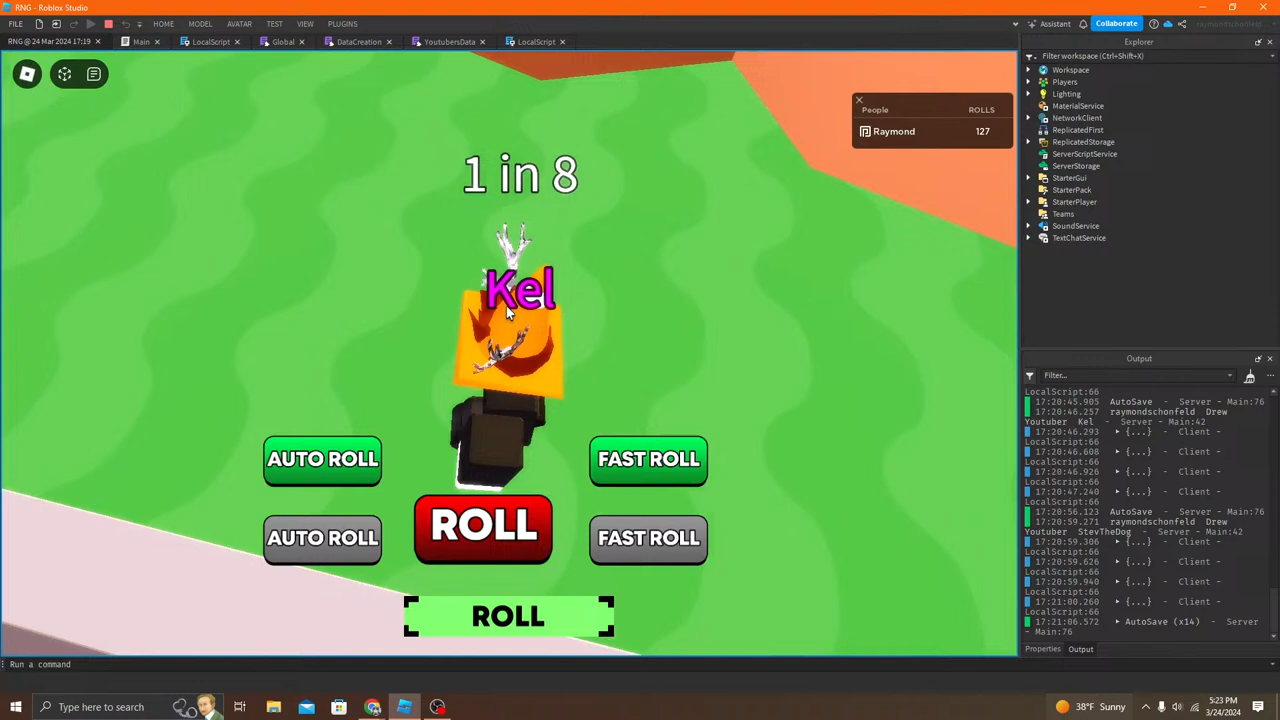 RNG - Roblox Studio
FILE HOME MODEL AVATAR TEST VIEW PLUGINS Assistant Collaborate raymondschonfeld
RNG @ 24 Mar 2024 17:19 Main LocalScript Global DataCreation YoutubersData LocalScript
Explorer
Filter workspace (Ctrl+Shift+X)
Workspace
Players
Lighting
MaterialService
NetworkClient
ReplicatedFirst
ReplicatedStorage
ServerScriptService
ServerStorage
StarterGui
StarterPack
StarterPlayer
Teams
SoundService
TextChatService
People ROLLS
Raymond 127
1 in 8
Kel
AUTO ROLL
FAST ROLL
ROLL
AUTO ROLL
FAST ROLL
ROLL
Output
Filter...
LocalScript:66
17:20:45.905 AutoSave - Server - Main:76
17:20:46.257 raymondschonfeld Drew
Youtuber Kel - Server - Main:42
17:20:46.293 ▶ {...} - Client -
LocalScript:66
17:20:46.608 ▶ {...} - Client -
LocalScript:66
17:20:46.926 ▶ {...} - Client -
LocalScript:66
17:20:47.240 ▶ {...} - Client -
LocalScript:66
17:20:56.123 AutoSave - Server - Main:76
17:20:59.271 raymondschonfeld Drew
Youtuber StevTheDog - Server - Main:42
17:20:59.306 ▶ {...} - Client -
LocalScript:66
17:20:59.626 ▶ {...} - Client -
LocalScript:66
17:20:59.940 ▶ {...} - Client -
LocalScript:66
17:21:00.260 ▶ {...} - Client -
LocalScript:66
17:21:06.572 ▶ AutoSave (x14) - Server
- Main:76
Properties Output
Run a command
Type here to search
38°F Sunny
5:23 PM
3/24/2024